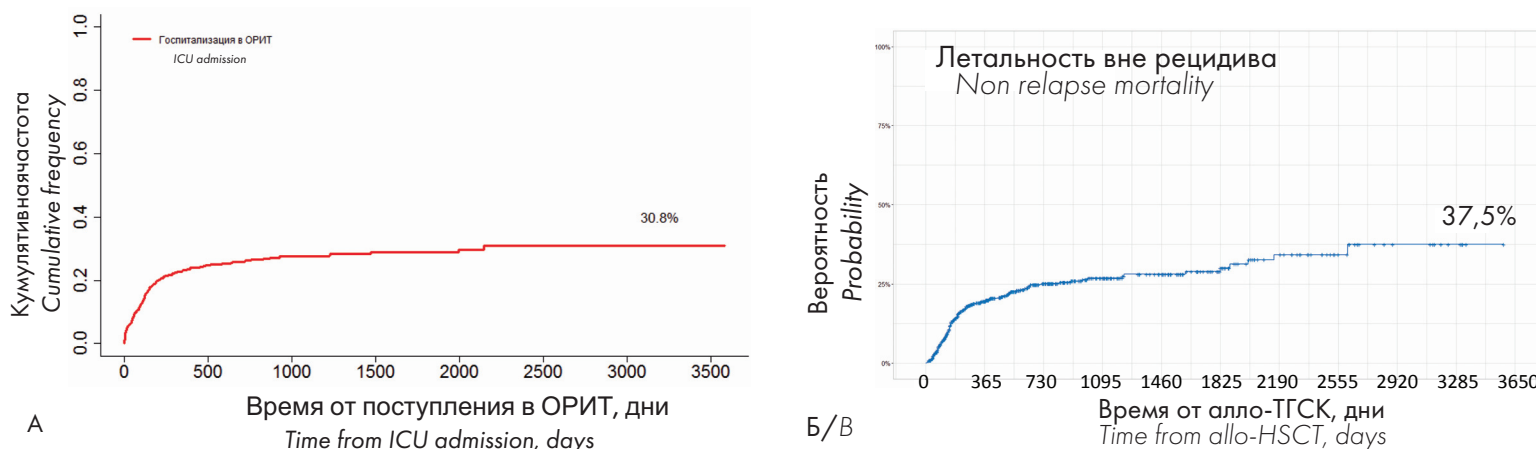 1.0
0.8
0.6
0.4
0.2
0.0
Кумулятивнаячастота
Cumulative frequency
Госпитализация в ОРИТ
ICU admission
30.8%
0 500 1000 1500 2000 2500 3000 3500
Время от поступления в ОРИТ, дни
Time from ICU admission, days
А
100%
75%
50%
25%
0%
Вероятность
Probability
Летальность вне рецидива
Non relapse mortality
37,5%
0 365 730 1095 1460 1825 2190 2555 2920 3285 3650
Время от алло-ТГСК, дни
Time from allo-HSCT, days
Б/B